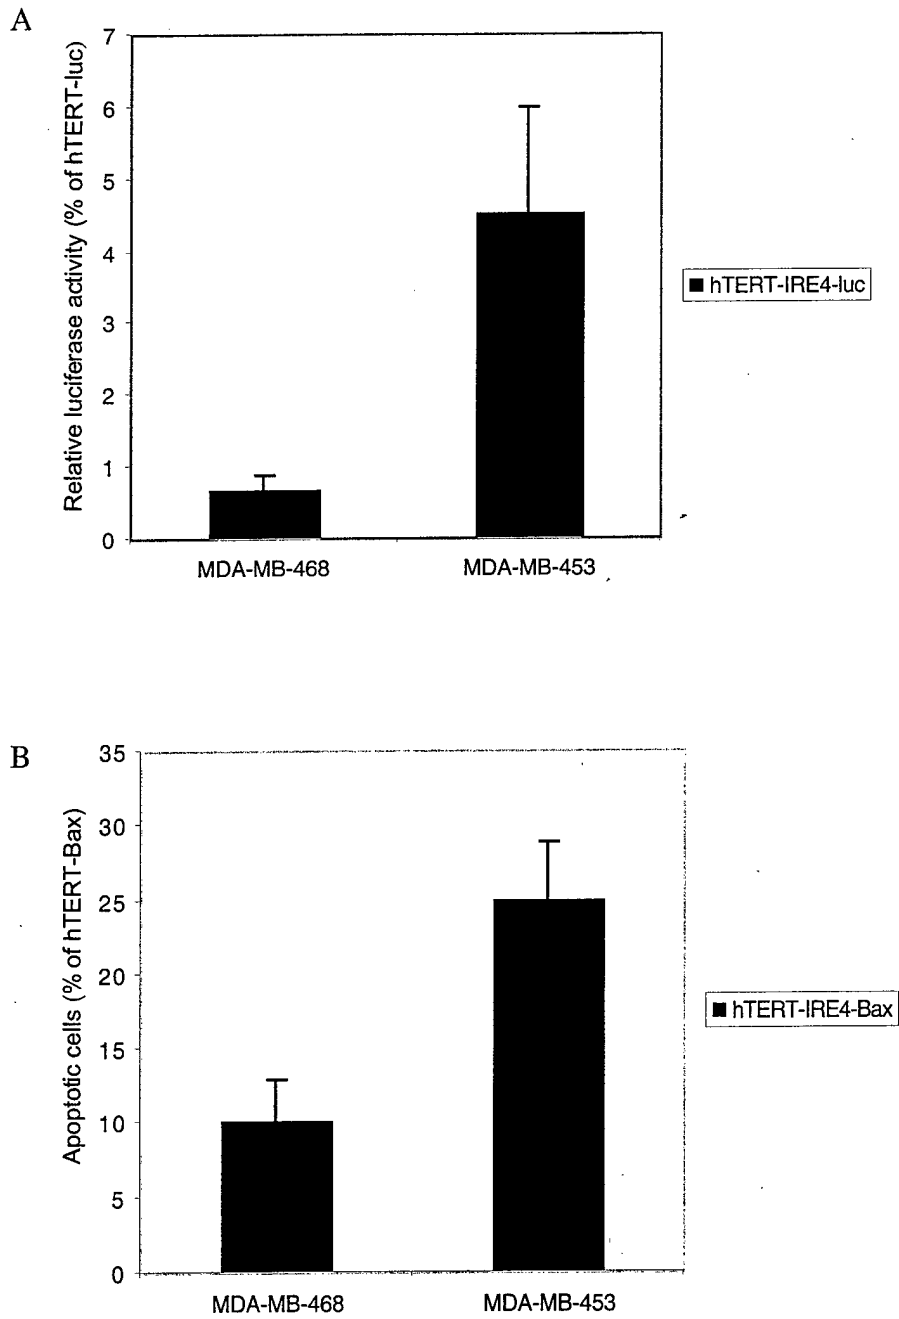 A
Relative luciferase activity (% of hTERT-luc)
7
6
5
4
3
2
1
0
MDA-MB-468
MDA-MB-453
hTERT-IRE4-luc
B
Apoptotic cells (% of hTERT-Bax)
35
30
25
20
15
10
5
0
MDA-MB-468
MDA-MB-453
hTERT-IRE4-Bax